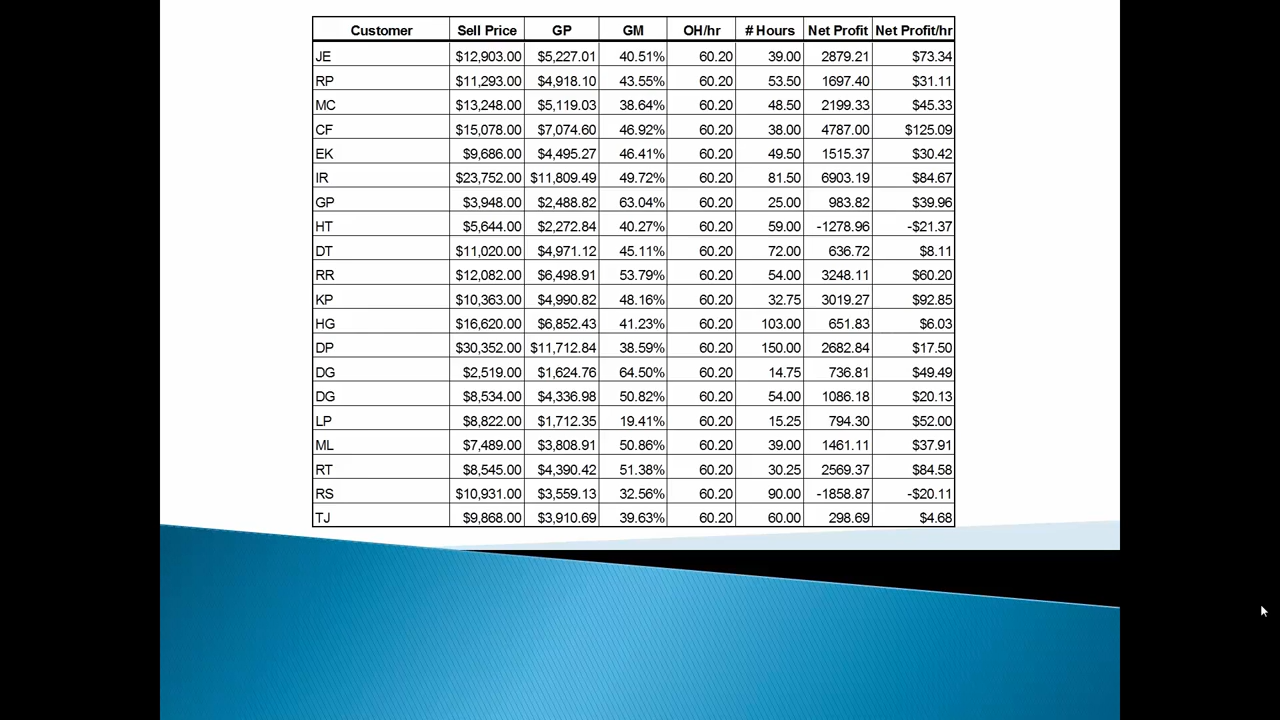 Customer Sell Price GP GM OH/hr # Hours Net Profit Net Profit/hr
JE $12,903.00 $5,227.01 40.51% 60.20 39.00 2879.21 $73.34
RP $11,293.00 $4,918.10 43.55% 60.20 53.50 1697.40 $31.11
MC $13,248.00 $5,119.03 38.64% 60.20 48.50 2199.33 $45.33
CF $15,078.00 $7,074.60 46.92% 60.20 38.00 4787.00 $125.09
EK $9,686.00 $4,495.27 46.41% 60.20 49.50 1515.37 $30.42
IR $23,752.00 $11,809.49 49.72% 60.20 81.50 6903.19 $84.67
GP $3,948.00 $2,488.82 63.04% 60.20 25.00 983.82 $39.96
HT $5,644.00 $2,272.84 40.27% 60.20 59.00 -1278.96 -$21.37
DT $11,020.00 $4,971.12 45.11% 60.20 72.00 636.72 $8.11
RR $12,082.00 $6,498.91 53.79% 60.20 54.00 3248.11 $60.20
KP $10,363.00 $4,990.82 48.16% 60.20 32.75 3019.27 $92.85
HG $16,620.00 $6,852.43 41.23% 60.20 103.00 651.83 $6.03
DP $30,352.00 $11,712.84 38.59% 60.20 150.00 2682.84 $17.50
DG $2,519.00 $1,624.76 64.50% 60.20 14.75 736.81 $49.49
DG $8,534.00 $4,336.98 50.82% 60.20 54.00 1086.18 $20.13
LP $8,822.00 $1,712.35 19.41% 60.20 15.25 794.30 $52.00
ML $7,489.00 $3,808.91 50.86% 60.20 39.00 1461.11 $37.91
RT $8,545.00 $4,390.42 51.38% 60.20 30.25 2569.37 $84.58
RS $10,931.00 $3,559.13 32.56% 60.20 90.00 -1858.87 -$20.11
TJ $9,868.00 $3,910.69 39.63% 60.20 60.00 298.69 $4.68